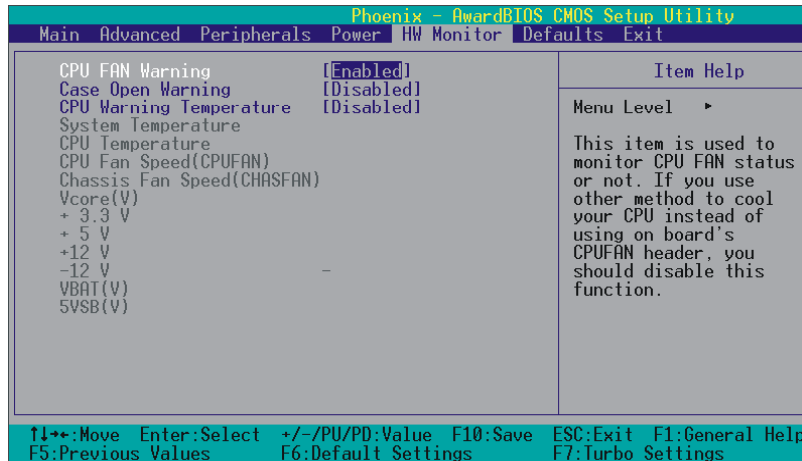 Phoenix - AwardBIOS CMOS Setup Utility
Main Advanced Peripherals Power HW Monitor Defaults Exit
CPU FAN Warning [Enabled]
Case Open Warning [Disabled]
CPU Warning Temperature [Disabled]
System Temperature
CPU Temperature
CPU Fan Speed(CPUFAN)
Chassis Fan Speed(CHASFAN)
Vcore(V)
+ 3.3 V
+ 5 V
+12 V
-12 V -
VBAT(V)
5VSB(V)
Item Help
Menu Level ▸
This item is used to
monitor CPU FAN status
or not. If you use
other method to cool
your CPU instead of
using on board's
CPUFAN header, you
should disable this
function.
↑↓→←:Move Enter:Select +/-/PU/PD:Value F10:Save ESC:Exit F1:General Help
F5:Previous Values F6:Default Settings F7:Turbo Settings